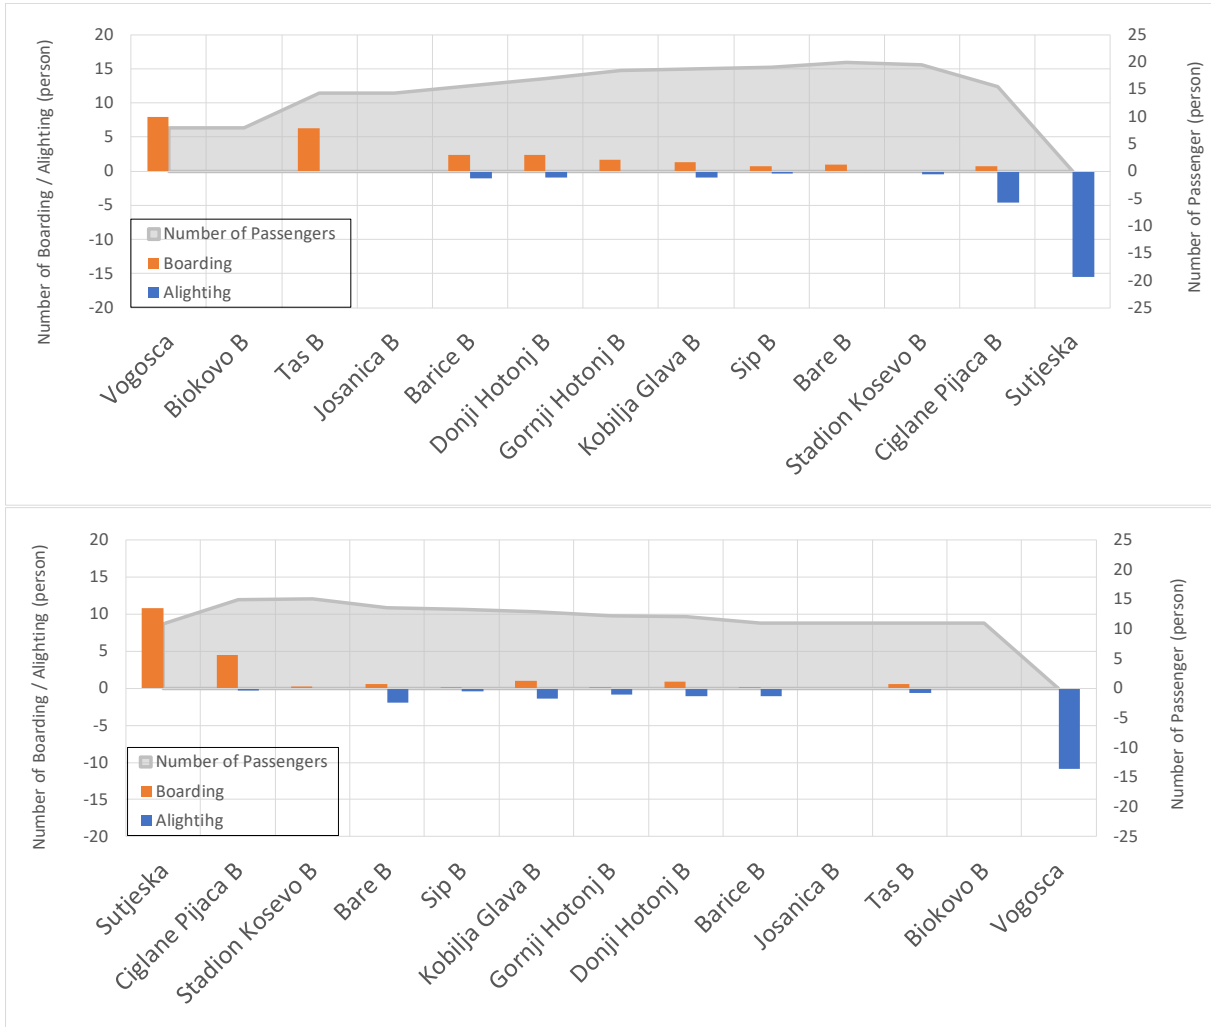 20
15
10
5
0
-5
-10
-15
-20
25
20
15
10
5
0
-5
-10
-15
-20
-25
Number of Boarding / Alighting (person)
Number of Passenger (person)
Number of Passengers
Boarding
Alightihg
Vogosca
Biokovo B
Tas B
Josanica B
Barice B
Donji Hotonj B
Gornji Hotonj B
Kobilja Glava B
Sip B
Bare B
Stadion Kosevo B
Ciglane Pijaca B
Sutjeska
20
15
10
5
0
-5
-10
-15
-20
25
20
15
10
5
0
-5
-10
-15
-20
-25
Number of Boarding / Alighting (person)
Number of Passenger (person)
Number of Passengers
Boarding
Alightihg
Sutjeska
Ciglane Pijaca B
Stadion Kosevo B
Bare B
Sip B
Kobilja Glava B
Gornji Hotonj B
Donji Hotonj B
Barice B
Josanica B
Tas B
Biokovo B
Vogosca